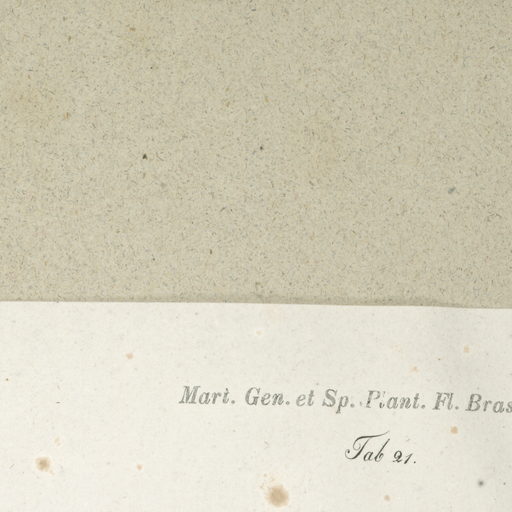 Mart. Gen. et Sp. Plant. Fl. Bras
Tab 21.